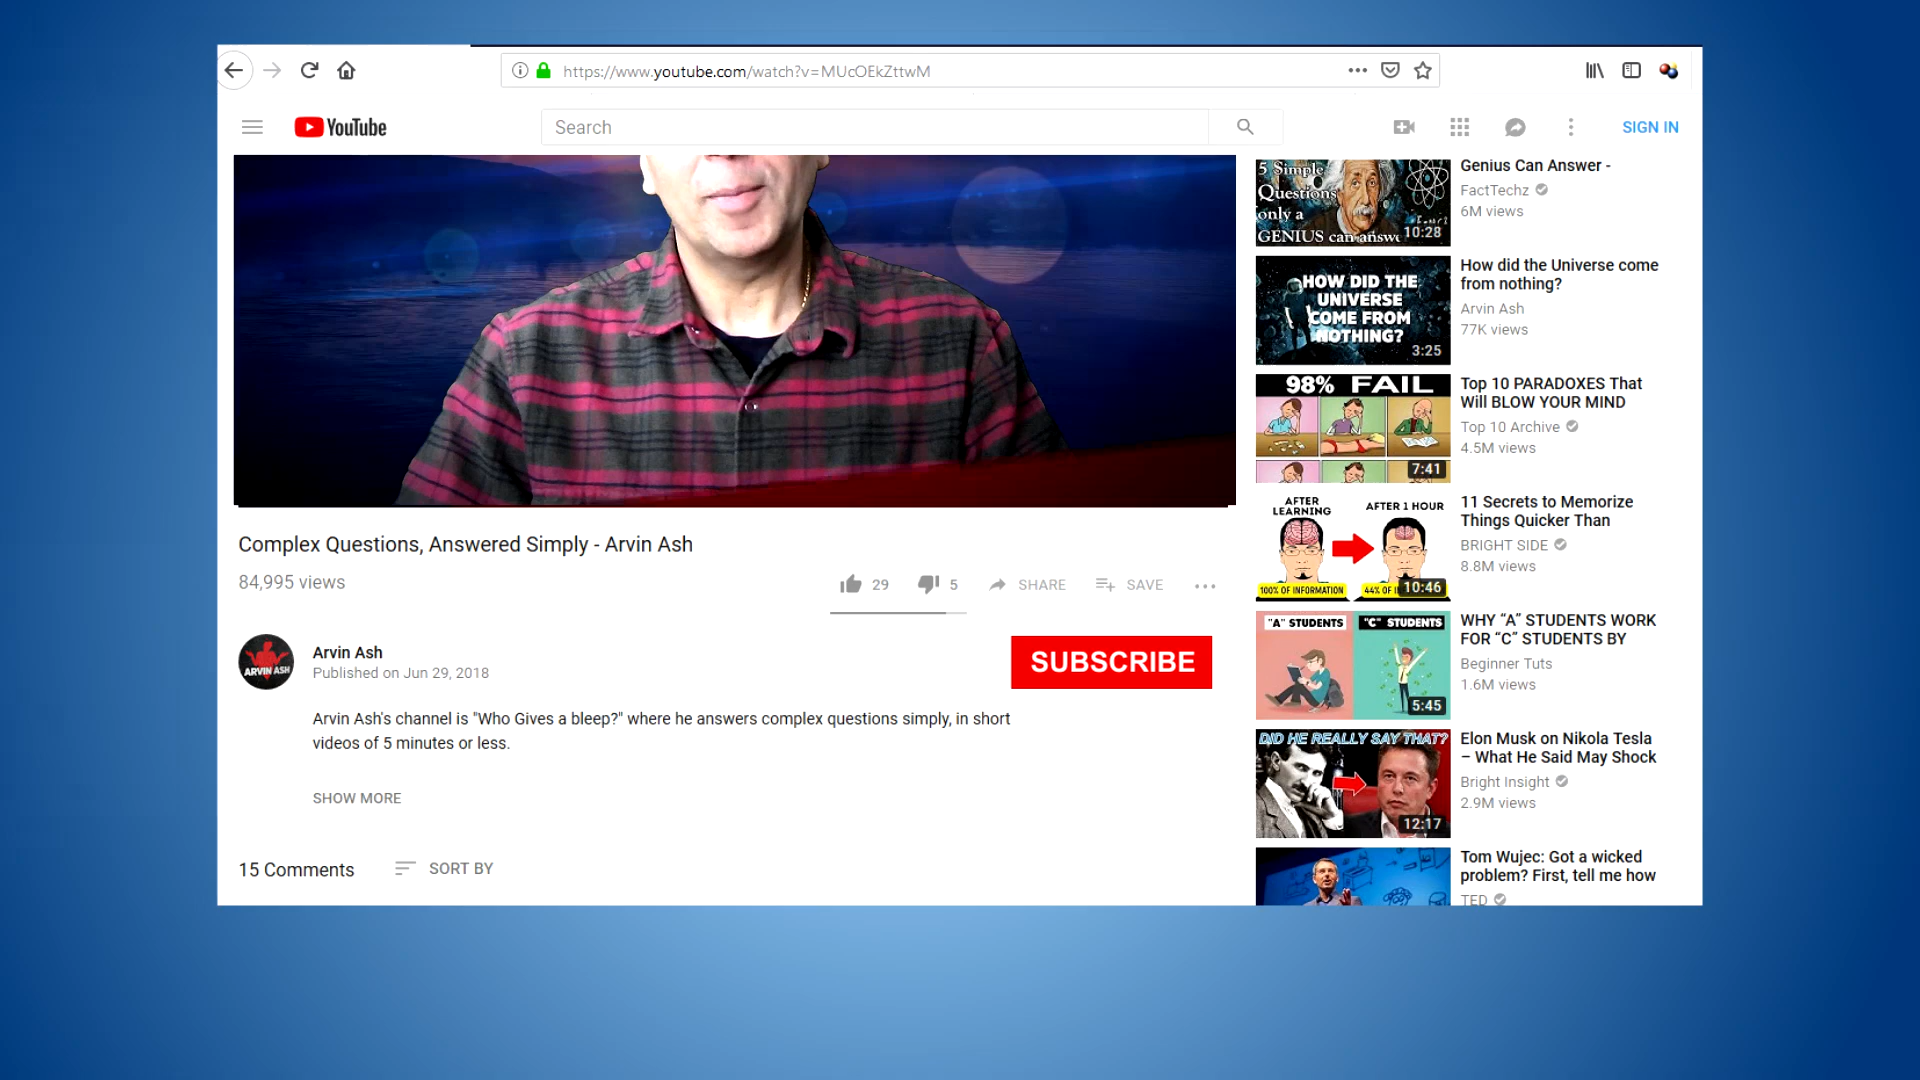 https://www.youtube.com/watch?v=MUcOEkZttwM
YouTube
Search
SIGN IN
Complex Questions, Answered Simply - Arvin Ash
84,995 views
29
5
SHARE
SAVE
ARVIN ASH
Arvin Ash
Published on Jun 29, 2018
SUBSCRIBE
Arvin Ash's channel is "Who Gives a bleep?" where he answers complex questions simply, in short
videos of 5 minutes or less.
SHOW MORE
15 Comments
SORT BY
5 Simple
Questions
only a
GENIUS can answe
10:28
Genius Can Answer -
FactTechz
6M views
HOW DID THE
UNIVERSE
COME FROM
NOTHING?
3:25
How did the Universe come
from nothing?
Arvin Ash
77K views
98% FAIL
7:41
Top 10 PARADOXES That
Will BLOW YOUR MIND
Top 10 Archive
4.5M views
AFTER
LEARNING
AFTER 1 HOUR
100% OF INFORMATION
44% OF I
10:46
11 Secrets to Memorize
Things Quicker Than
BRIGHT SIDE
8.8M views
"A" STUDENTS
"C" STUDENTS
5:45
WHY “A” STUDENTS WORK
FOR “C” STUDENTS BY
Beginner Tuts
1.6M views
DID HE REALLY SAY THAT?
12:17
Elon Musk on Nikola Tesla
– What He Said May Shock
Bright Insight
2.9M views
Tom Wujec: Got a wicked
problem? First, tell me how
TED